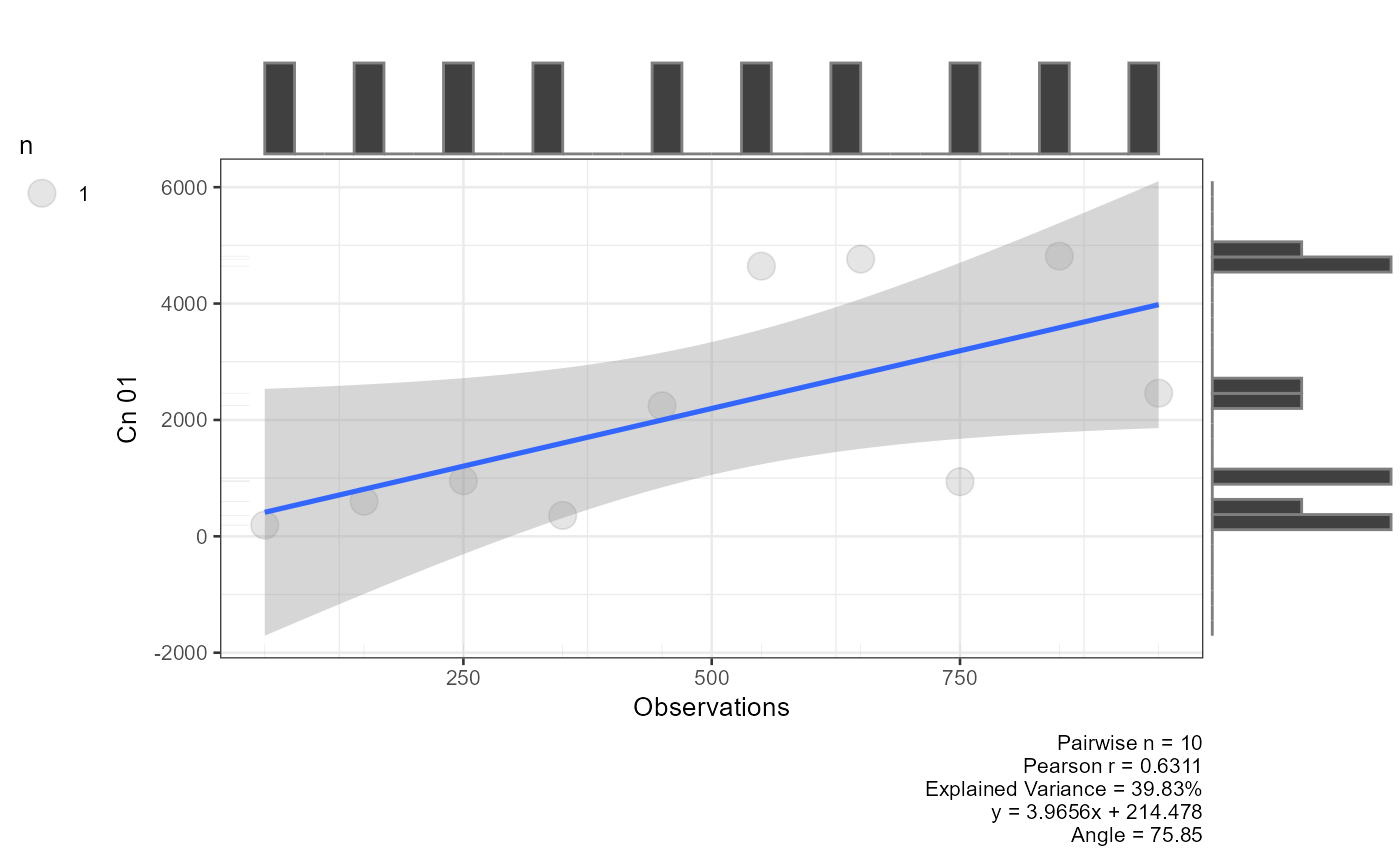 n
1
6000
4000
2000
0
-2000
Cn 01
250 500 750
Observations
Pairwise n = 10
Pearson r = 0.6311
Explained Variance = 39.83%
y = 3.9656x + 214.478
Angle = 75.85